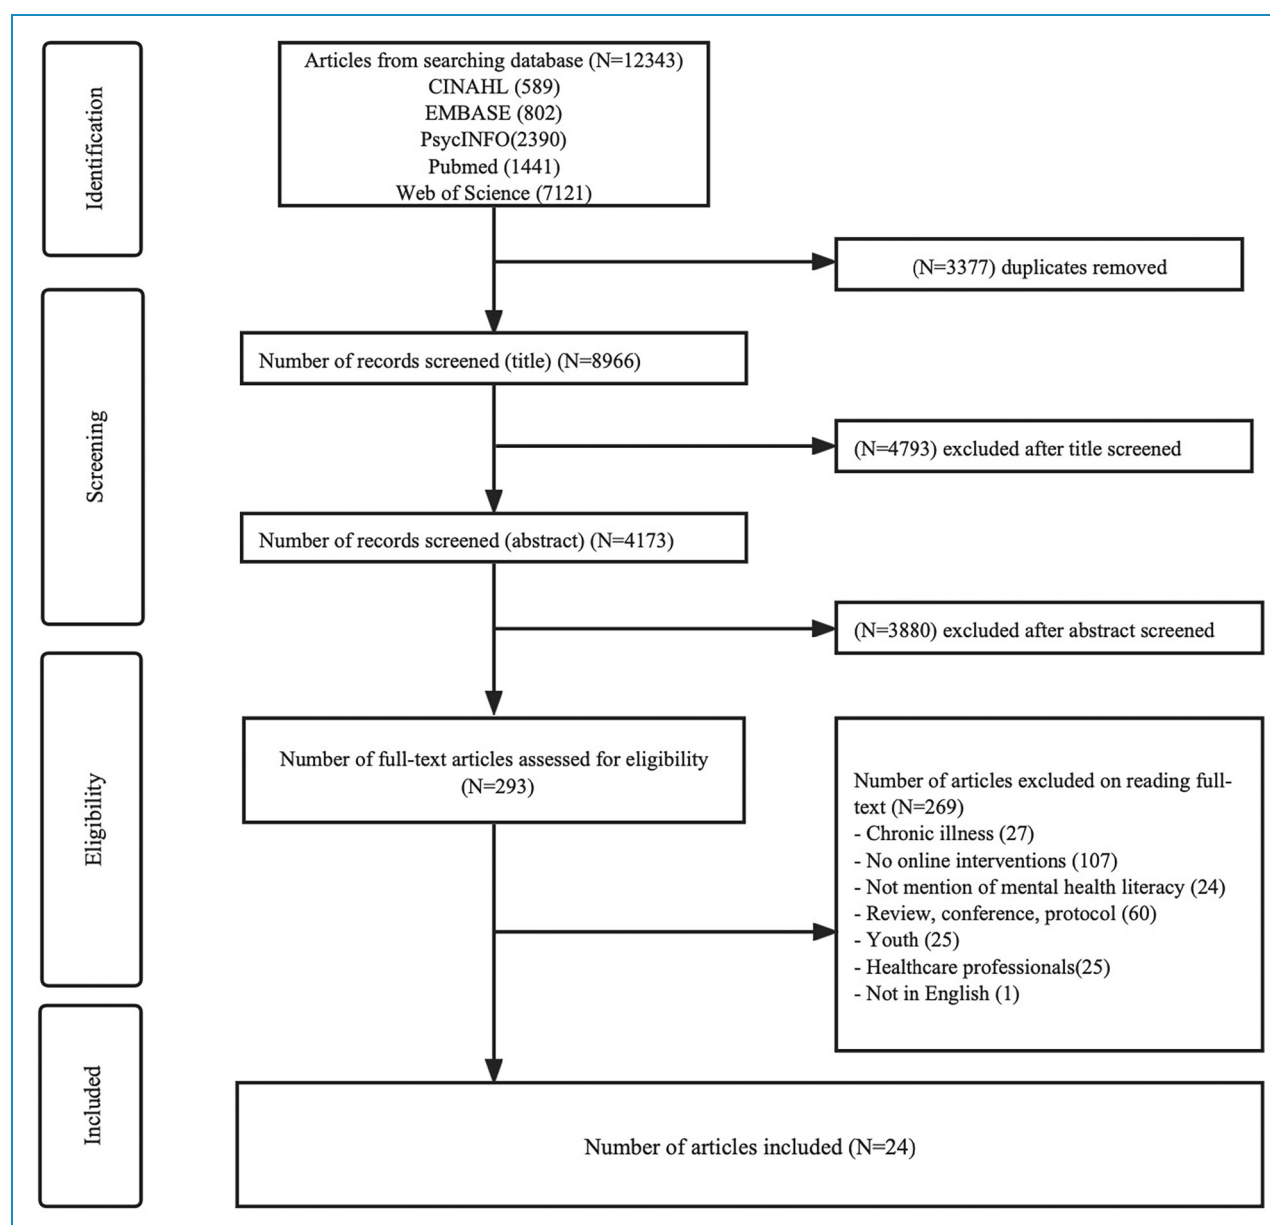 Identification
Articles from searching database (N=12343)
CINAHL (589)
EMBASE (802)
PsycINFO(2390)
Pubmed (1441)
Web of Science (7121)
(N=3377) duplicates removed
Screening
Number of records screened (title) (N=8966)
(N=4793) excluded after title screened
Number of records screened (abstract) (N=4173)
(N=3880) excluded after abstract screened
Eligibility
Number of full-text articles assessed for eligibility
(N=293)
Number of articles excluded on reading full-
text (N=269)
- Chronic illness (27)
- No online interventions (107)
- Not mention of mental health literacy (24)
- Review, conference, protocol (60)
- Youth (25)
- Healthcare professionals(25)
- Not in English (1)
Included
Number of articles included (N=24)